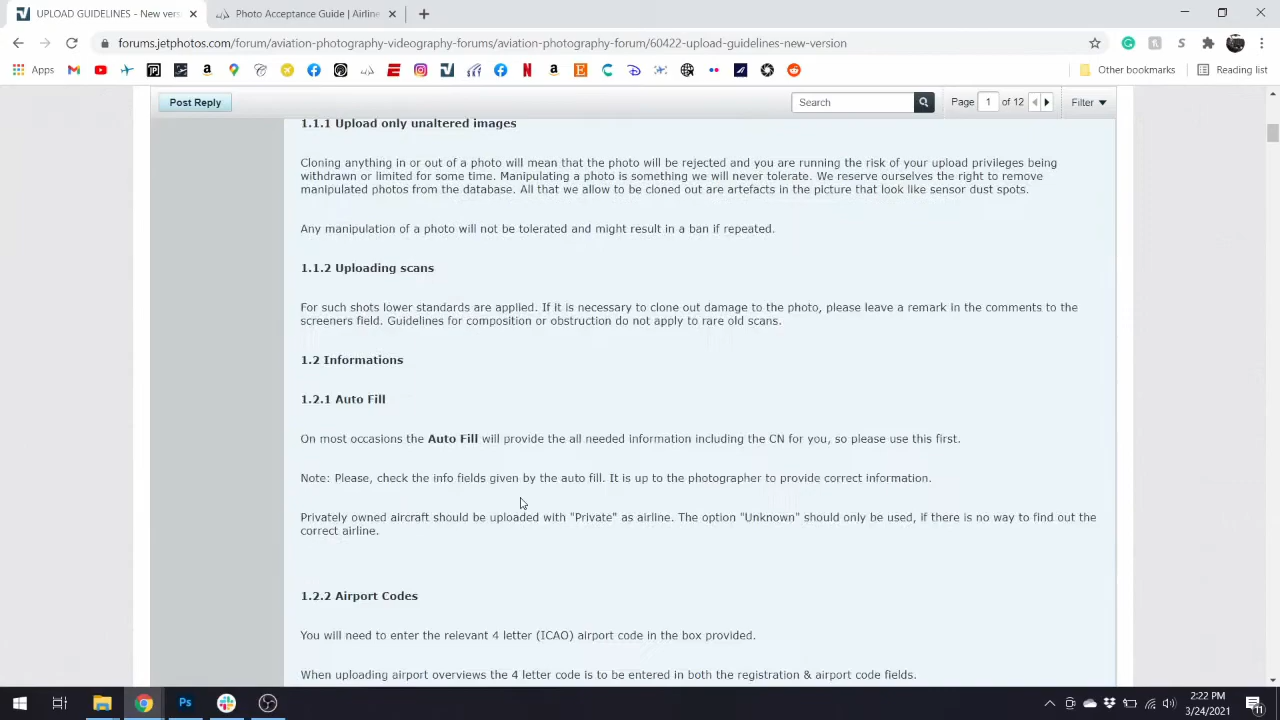 UPLOAD GUIDELINES - New vers
Photo Acceptance Guide | Airline
forums.jetphotos.com/forum/aviation-photography-videography-forums/aviation-photography-forum/60422-upload-guidelines-new-version
Apps
Other bookmarks
Reading list
Post Reply
Search
Page 1 of 12
Filter
1.1.1 Upload only unaltered images
Cloning anything in or out of a photo will mean that the photo will be rejected and you are running the risk of your upload privileges being
withdrawn or limited for some time. Manipulating a photo is something we will never tolerate. We reserve ourselves the right to remove
manipulated photos from the database. All that we allow to be cloned out are artefacts in the picture that look like sensor dust spots.
Any manipulation of a photo will not be tolerated and might result in a ban if repeated.
1.1.2 Uploading scans
For such shots lower standards are applied. If it is necessary to clone out damage to the photo, please leave a remark in the comments to the
screeners field. Guidelines for composition or obstruction do not apply to rare old scans.
1.2 Informations
1.2.1 Auto Fill
On most occasions the Auto Fill will provide the all needed information including the CN for you, so please use this first.
Note: Please, check the info fields given by the auto fill. It is up to the photographer to provide correct information.
Privately owned aircraft should be uploaded with "Private" as airline. The option "Unknown" should only be used, if there is no way to find out the
correct airline.
1.2.2 Airport Codes
You will need to enter the relevant 4 letter (ICAO) airport code in the box provided.
When uploading airport overviews the 4 letter code is to be entered in both the registration & airport code fields.
Ps
2:22 PM
3/24/2021
11